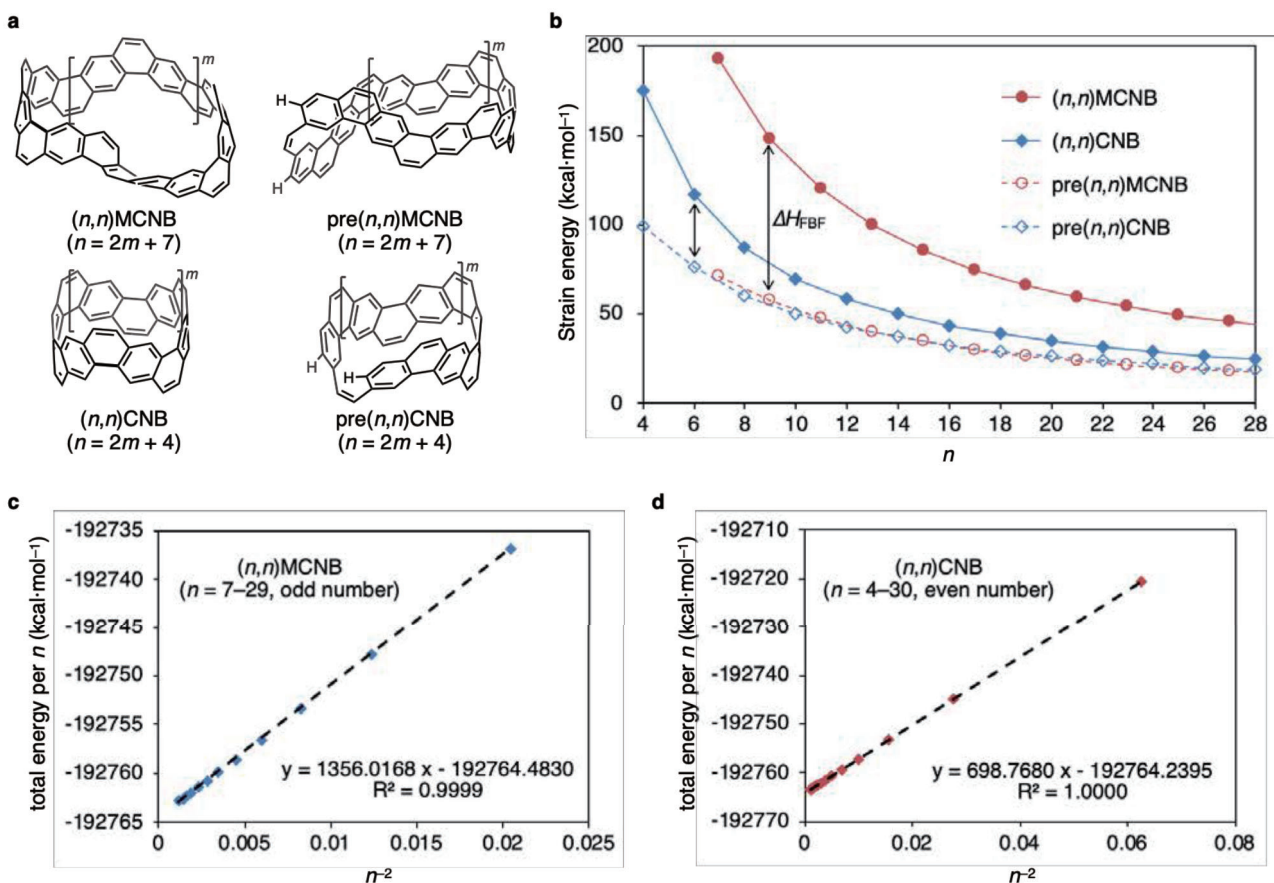 a
m
m
H
H
(n,n)MCNB
(n = 2m + 7)
pre(n,n)MCNB
(n = 2m + 7)
m
m
H
H
(n,n)CNB
(n = 2m + 4)
pre(n,n)CNB
(n = 2m + 4)
b
Strain energy (kcal·mol⁻¹)
200
150
100
50
0
4 6 8 10 12 14 16 18 20 22 24 26 28
n
(n,n)MCNB
(n,n)CNB
pre(n,n)MCNB
pre(n,n)CNB
ΔH_FBF
c
total energy per n (kcal·mol⁻¹)
-192735
-192740
-192745
-192750
-192755
-192760
-192765
0 0.005 0.01 0.015 0.02 0.025
n⁻²
(n,n)MCNB
(n = 7–29, odd number)
y = 1356.0168 x - 192764.4830
R² = 0.9999
d
total energy per n (kcal·mol⁻¹)
-192710
-192720
-192730
-192740
-192750
-192760
-192770
0 0.02 0.04 0.06 0.08
n⁻²
(n,n)CNB
(n = 4–30, even number)
y = 698.7680 x - 192764.2395
R² = 1.0000